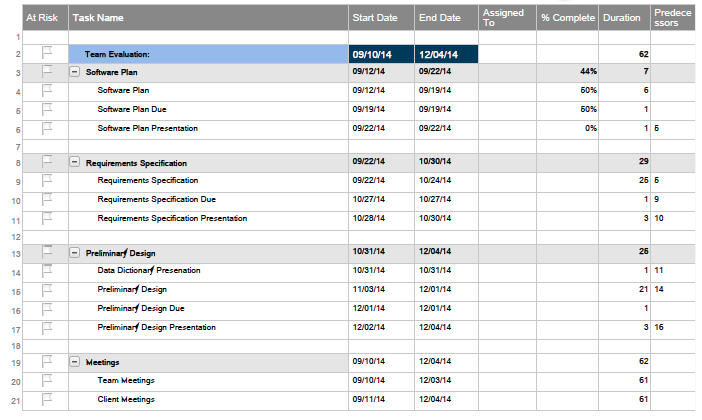 At Risk Task Name Start Date End Date Assigned To % Complete Duration Predece ssors
1
2 Team Evaluation: 09/10/14 12/04/14 62
3 Software Plan 09/12/14 09/22/14 44% 7
4 Software Plan 09/12/14 09/19/14 50% 6
5 Software Plan Due 09/19/14 09/19/14 50% 1
6 Software Plan Presentation 09/22/14 09/22/14 0% 1 5
7
8 Requirements Specification 09/22/14 10/30/14 29
9 Requirements Specification 09/22/14 10/24/14 25 5
10 Requirements Specification Due 10/27/14 10/27/14 1 9
11 Requirements Specification Presentation 10/28/14 10/30/14 3 10
12
13 Preliminary Design 10/31/14 12/04/14 25
14 Data Dictionary Presenation 10/31/14 10/31/14 1 11
15 Preliminary Design 11/03/14 12/01/14 21 14
16 Preliminary Design Due 12/01/14 12/01/14 1
17 Preliminary Design Presentation 12/02/14 12/04/14 3 16
18
19 Meetings 09/10/14 12/04/14 62
20 Team Meetings 09/10/14 12/03/14 61
21 Client Meetings 09/11/14 12/04/14 61